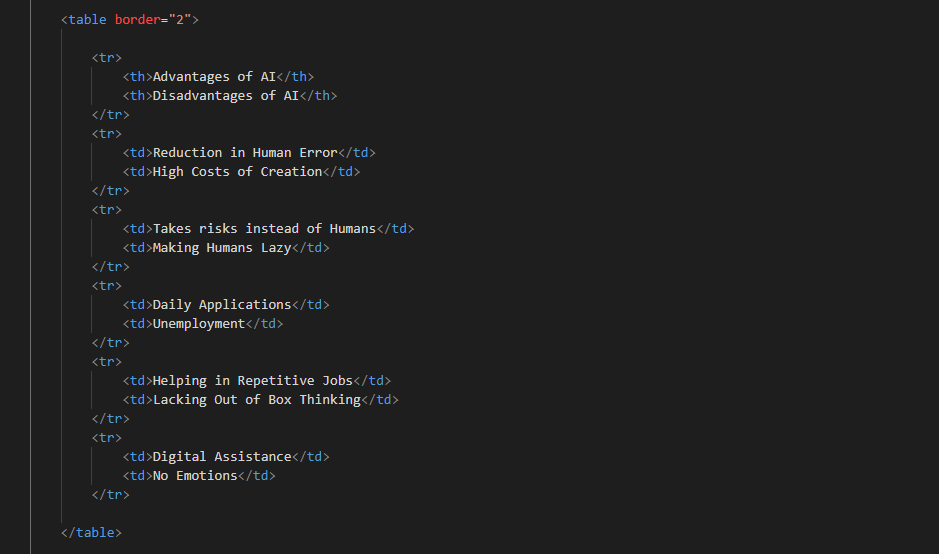 <table border="2">
<tr>
<th>Advantages of AI</th>
<th>Disadvantages of AI</th>
</tr>
<tr>
<td>Reduction in Human Error</td>
<td>High Costs of Creation</td>
</tr>
<tr>
<td>Takes risks instead of Humans</td>
<td>Making Humans Lazy</td>
</tr>
<tr>
<td>Daily Applications</td>
<td>Unemployment</td>
</tr>
<tr>
<td>Helping in Repetitive Jobs</td>
<td>Lacking Out of Box Thinking</td>
</tr>
<tr>
<td>Digital Assistance</td>
<td>No Emotions</td>
</tr>
</table>